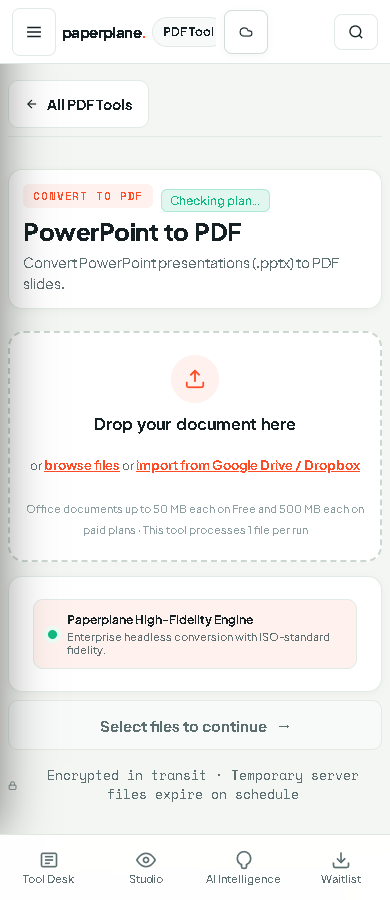 paperplane.
PDF Tool
All PDF Tools
CONVERT TO PDF
Checking plan...
PowerPoint to PDF
Convert PowerPoint presentations (.pptx) to PDF
slides.
Drop your document here
or browse files or import from Google Drive / Dropbox
Office documents up to 50 MB each on Free and 500 MB each on
paid plans · This tool processes 1 file per run
Paperplane High-Fidelity Engine
Enterprise headless conversion with ISO-standard
fidelity.
Select files to continue →
Encrypted in transit · Temporary server
files expire on schedule
Tool Desk
Studio
AI Intelligence
Waitlist